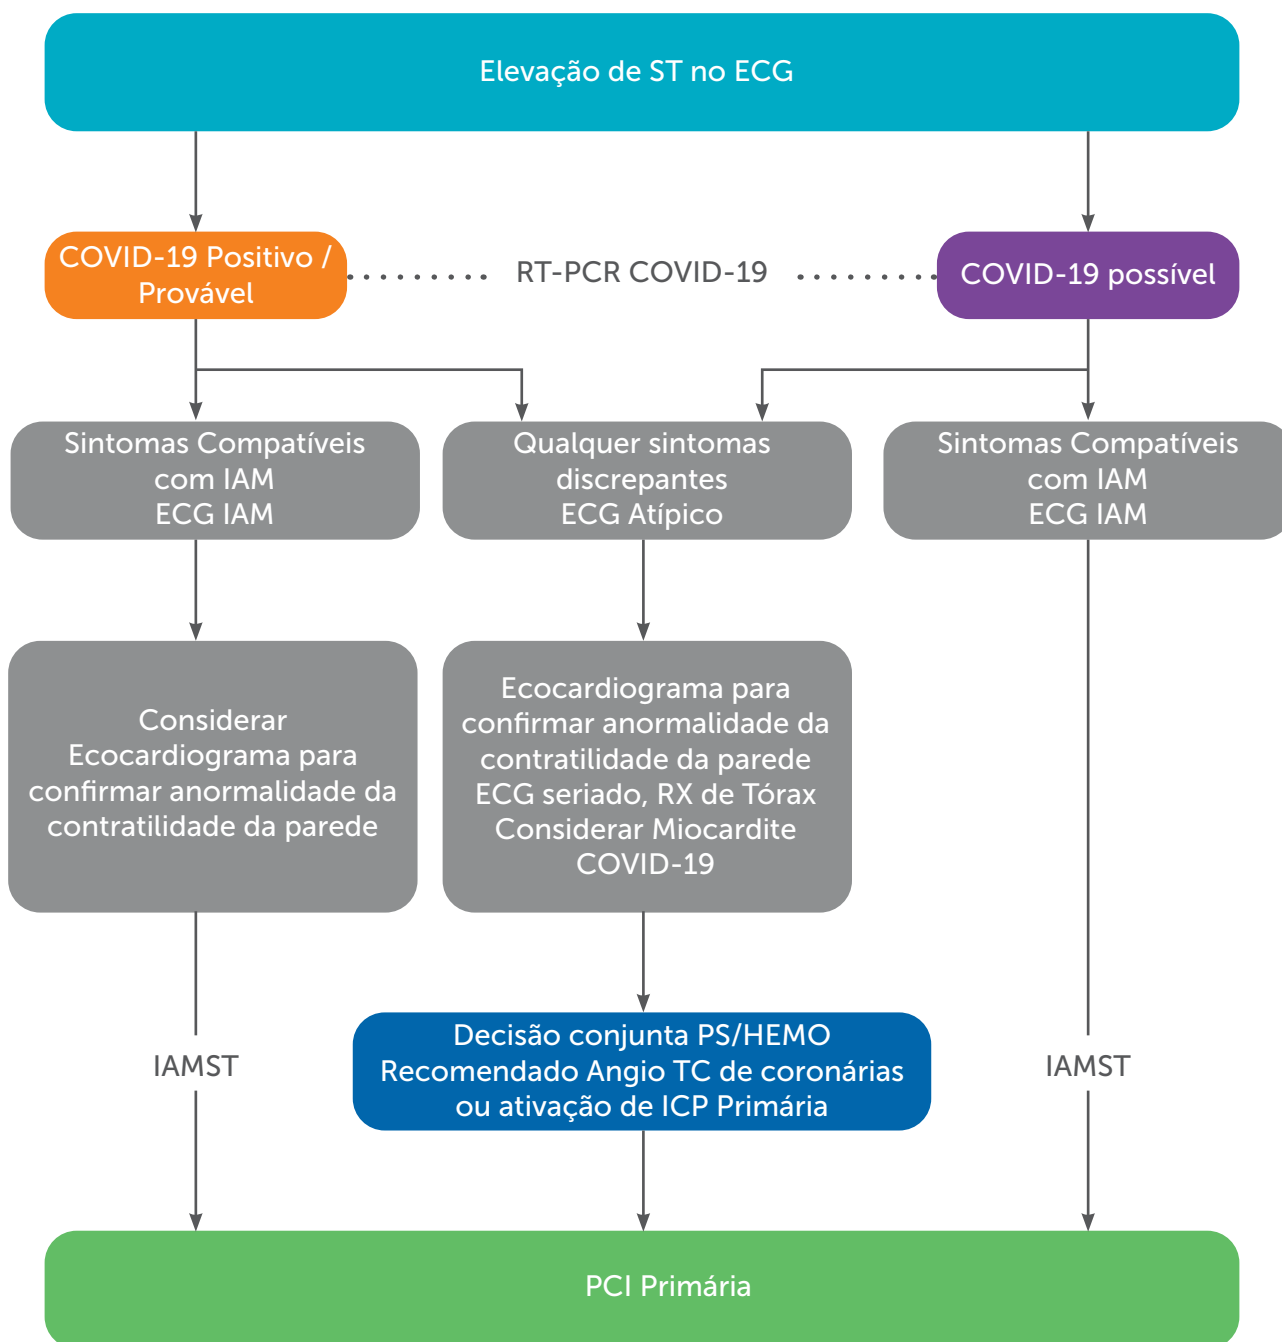 Elevação de ST no ECG
COVID-19 Positivo /
Provável
RT-PCR COVID-19
COVID-19 possível
Sintomas Compatíveis
com IAM
ECG IAM
Qualquer sintomas
discrepantes
ECG Atípico
Sintomas Compatíveis
com IAM
ECG IAM
Considerar
Ecocardiograma para
confirmar anormalidade da
contratilidade da parede
Ecocardiograma para
confirmar anormalidade da
contratilidade da parede
ECG seriado, RX de Tórax
Considerar Miocardite
COVID-19
IAMST
Decisão conjunta PS/HEMO
Recomendado Angio TC de coronárias
ou ativação de ICP Primária
IAMST
PCI Primária